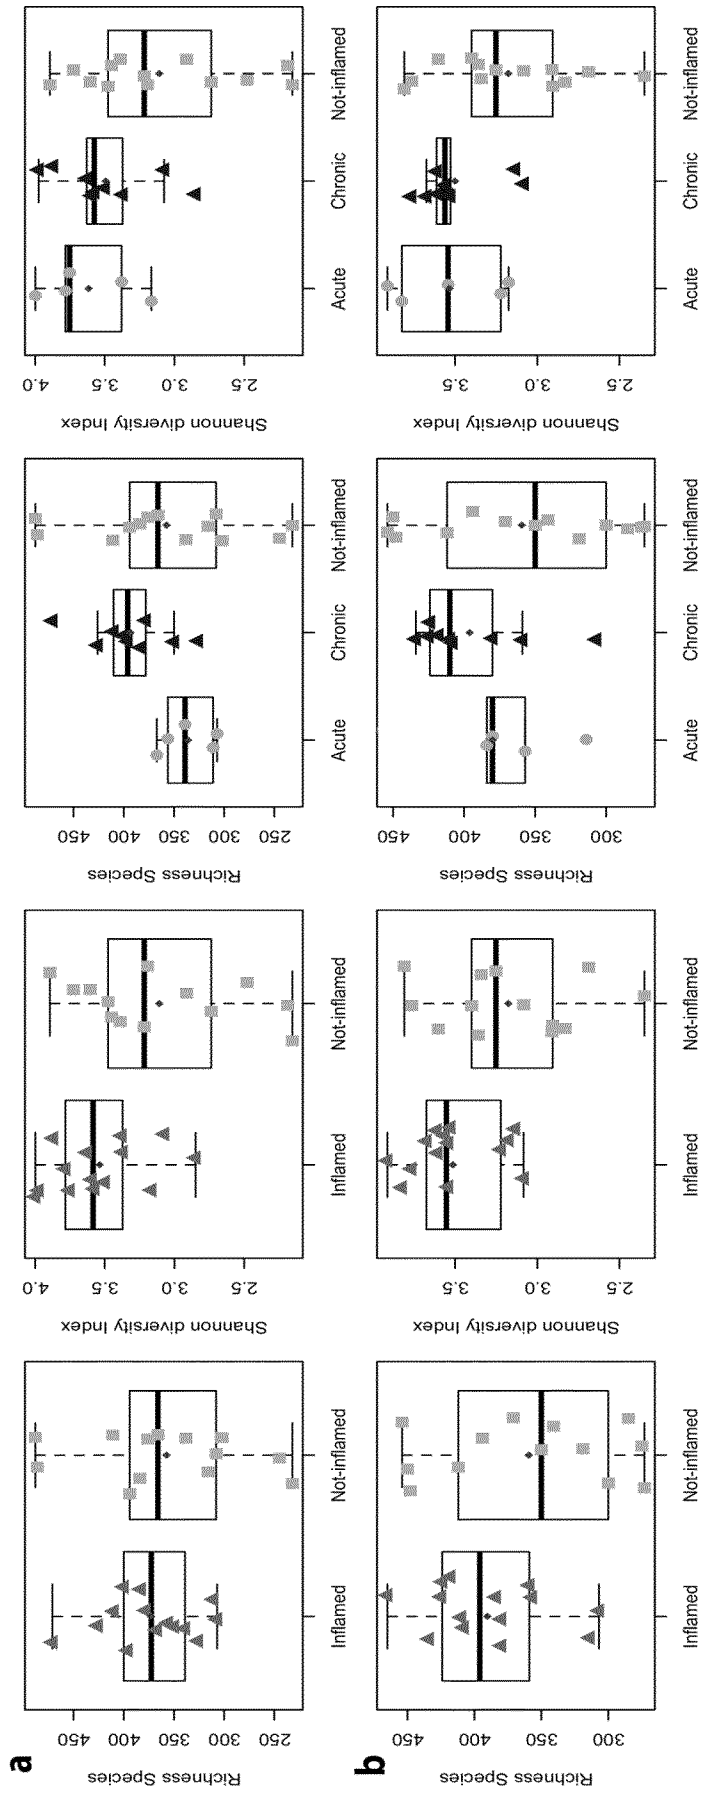 a
Richness Species
450
400
350
300
250
Inflamed
Not-inflamed
Shannon diversity Index
4.0
3.5
3.0
2.5
Inflamed
Not-inflamed
Richness Species
450
400
350
300
250
Acute
Chronic
Not-inflamed
Shannon diversity Index
4.0
3.5
3.0
2.5
Acute
Chronic
Not-inflamed
b
Richness Species
450
400
350
300
Inflamed
Not-inflamed
Shannon diversity Index
3.5
3.0
2.5
Inflamed
Not-inflamed
Richness Species
450
400
350
300
Acute
Chronic
Not-inflamed
Shannon diversity Index
3.5
3.0
2.5
Acute
Chronic
Not-inflamed